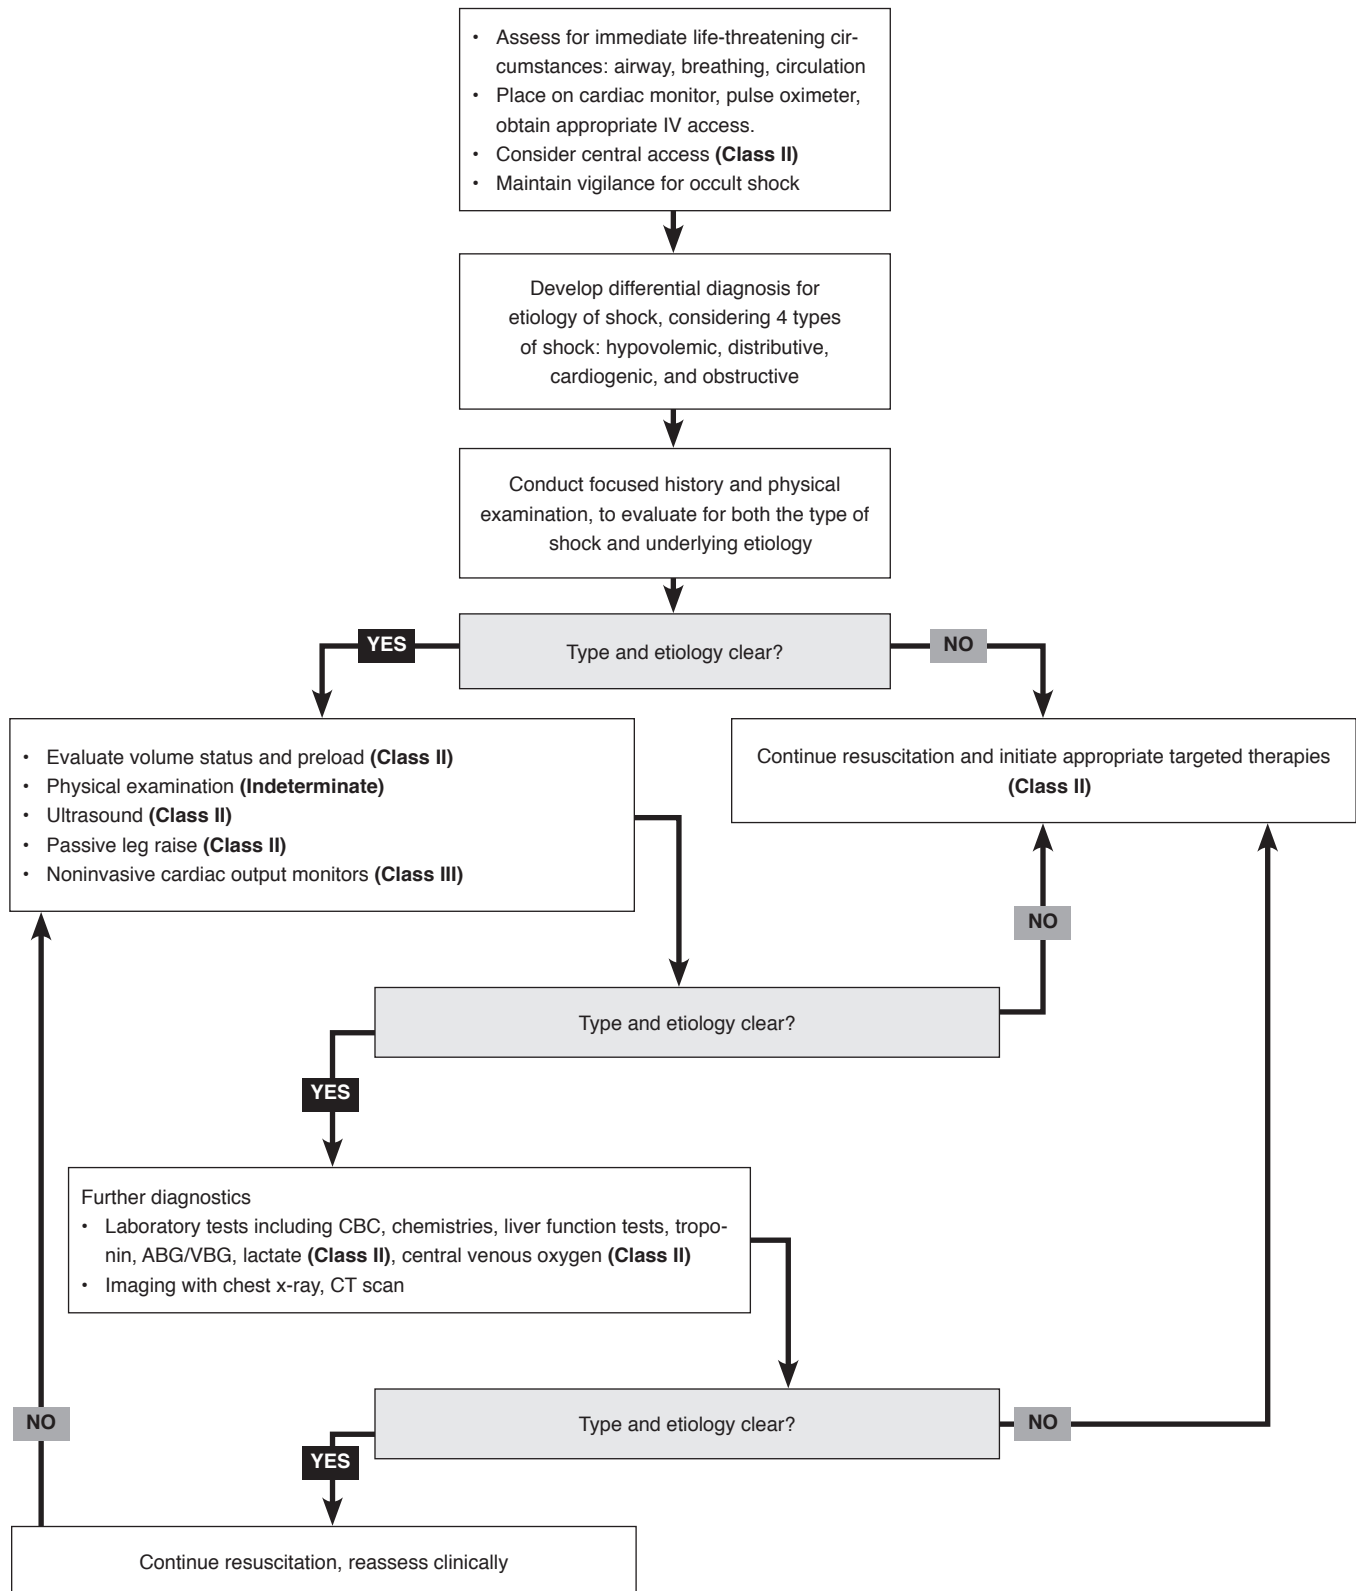 • Assess for immediate life-threatening cir-
cumstances: airway, breathing, circulation
• Place on cardiac monitor, pulse oximeter,
obtain appropriate IV access.
• Consider central access (Class II)
• Maintain vigilance for occult shock
Develop differential diagnosis for
etiology of shock, considering 4 types
of shock: hypovolemic, distributive,
cardiogenic, and obstructive
Conduct focused history and physical
examination, to evaluate for both the type of
shock and underlying etiology
Type and etiology clear?
YES
NO
• Evaluate volume status and preload (Class II)
• Physical examination (Indeterminate)
• Ultrasound (Class II)
• Passive leg raise (Class II)
• Noninvasive cardiac output monitors (Class III)
Continue resuscitation and initiate appropriate targeted therapies
(Class II)
NO
Type and etiology clear?
YES
Further diagnostics
• Laboratory tests including CBC, chemistries, liver function tests, tropo-
nin, ABG/VBG, lactate (Class II), central venous oxygen (Class II)
• Imaging with chest x-ray, CT scan
NO
Type and etiology clear?
NO
YES
Continue resuscitation, reassess clinically